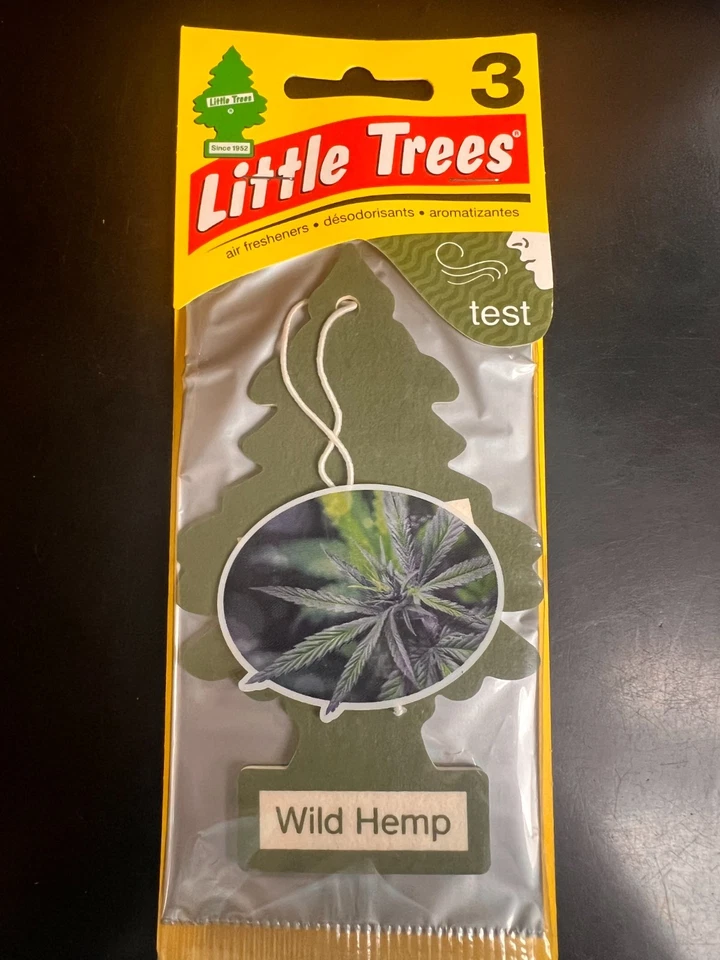 3
Little Trees
Since 1952
Little Trees®
air fresheners • désodorisants • aromatizantes
test
Wild Hemp